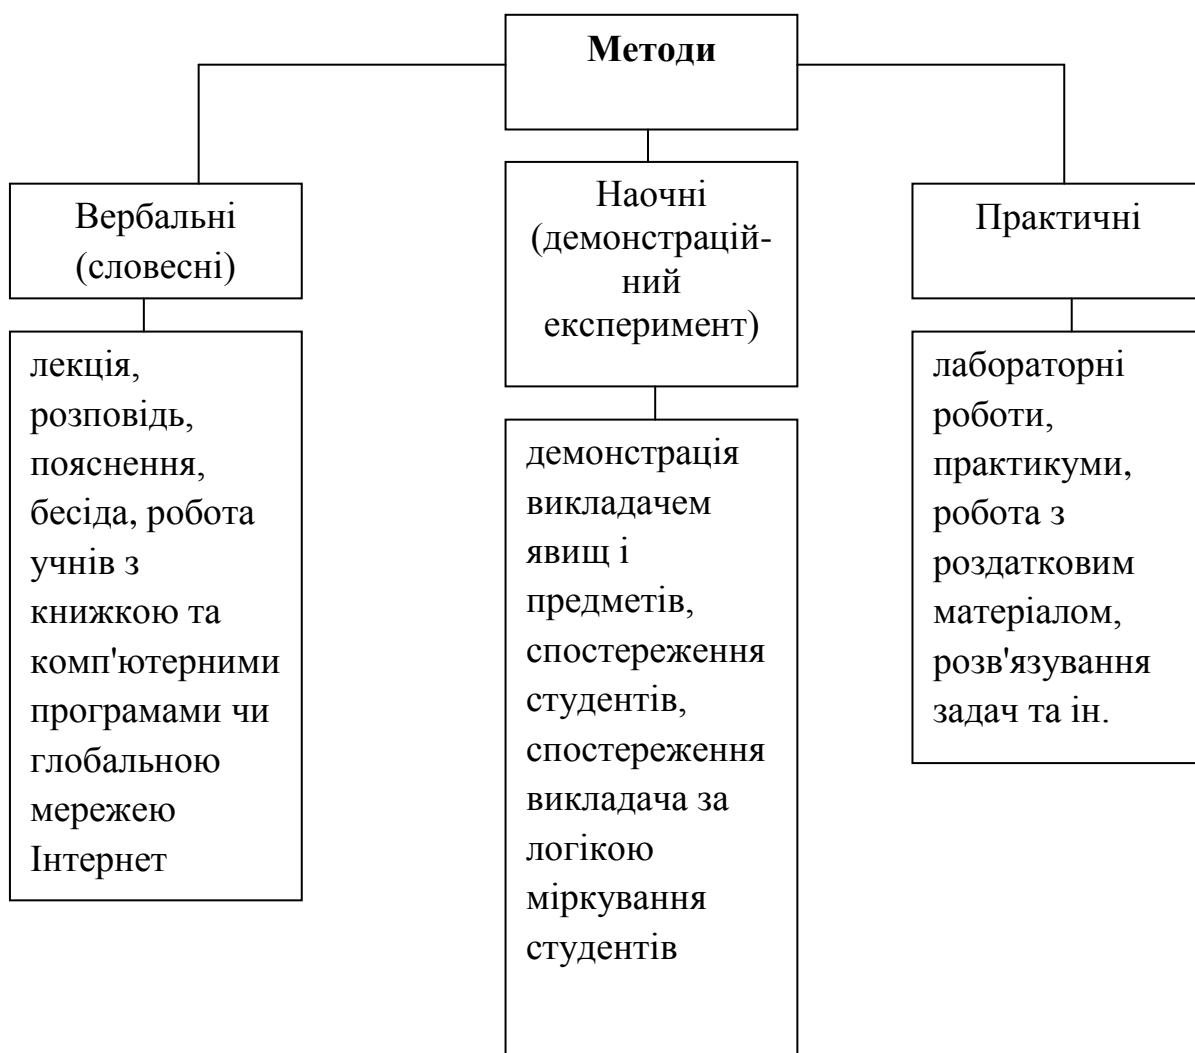 Методи
Вербальні
(словесні)
Наочні
(демонстрацій-
ний
експеримент)
Практичні
лекція,
розповідь,
пояснення,
бесіда, робота
учнів з
книжкою та
комп'ютерними
програмами чи
глобальною
мережею
Інтернет
демонстрація
викладачем
явищ і
предметів,
спостереження
студентів,
спостереження
викладача за
логікою
міркування
студентів
лабораторні
роботи,
практикуми,
робота з
роздатковим
матеріалом,
розв'язування
задач та ін.